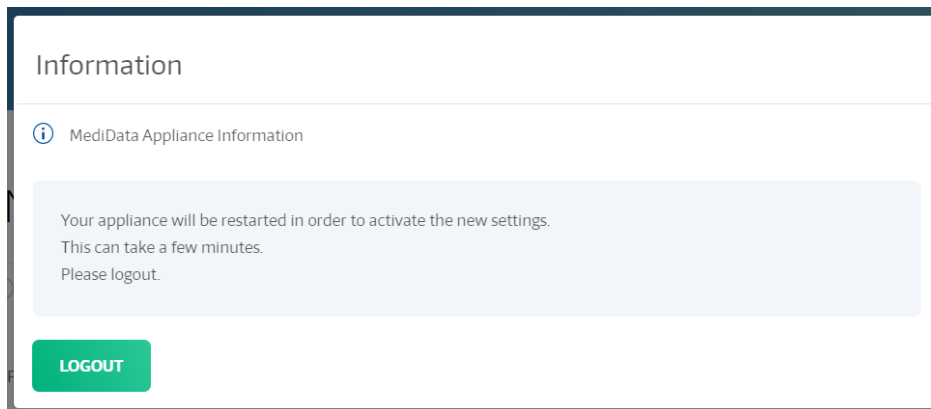 Information
MediData Appliance Information
Your appliance will be restarted in order to activate the new settings.
This can take a few minutes.
Please logout.
LOGOUT